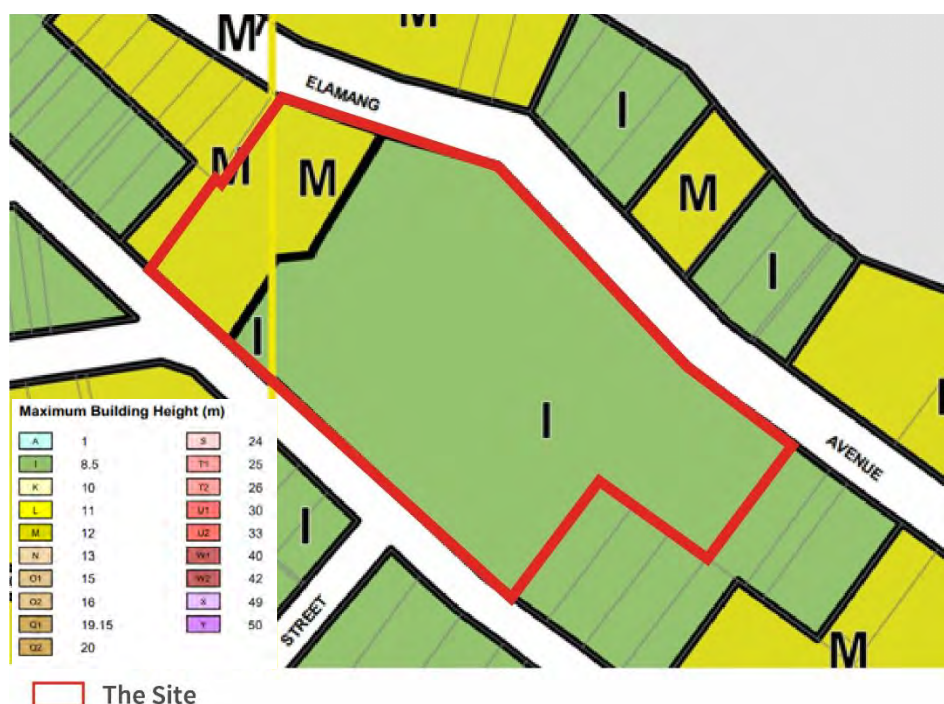 M
M
ELAMANG
I
M
M
M
I
I
I
AVENUE
I
STREET
M
Maximum Building Height (m)
A 1 S 24
I 8.5 T1 25
K 10 T2 26
L 11 U1 30
M 12 U2 33
N 13 W1 40
O1 15 W2 42
O2 16 X 49
Q1 19.15 Y 50
Q2 20
The Site